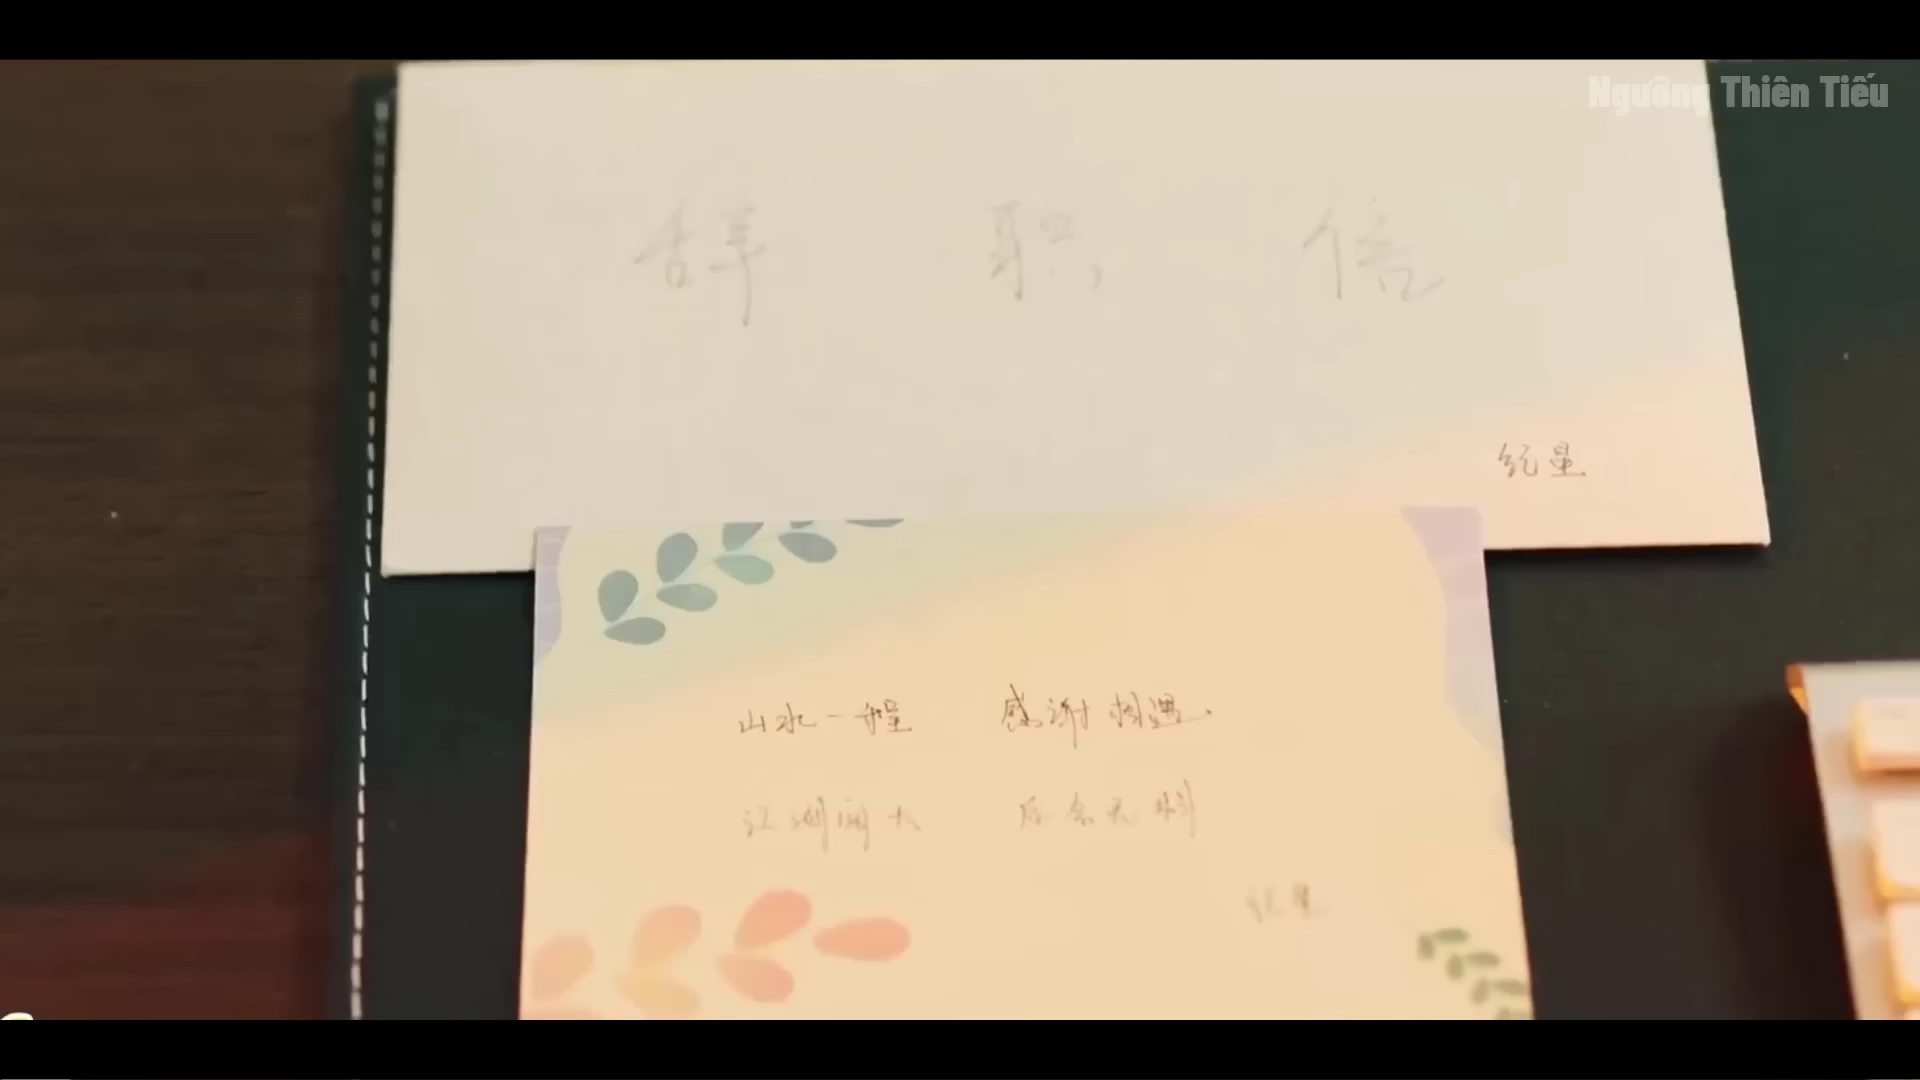 Ngưỡng Thiên Tiếu
辞 职 信
纪星
山水一程 感谢相遇
江湖阔大 后会无期
纪星